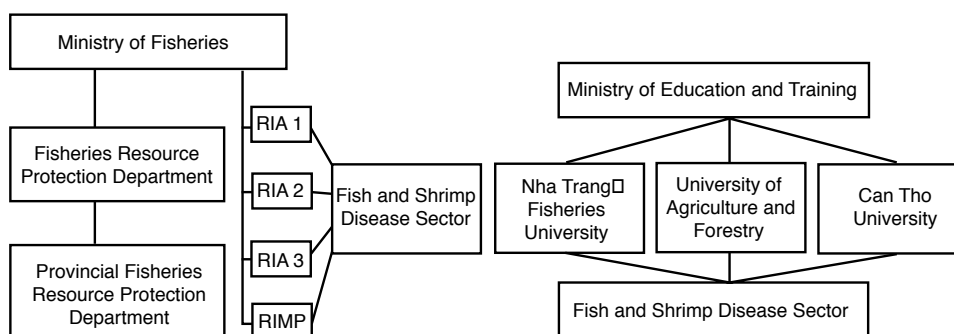 Ministry of Fisheries
Fisheries Resource
Protection Department
Provincial Fisheries
Resource Protection
Department
RIA 1
RIA 2
RIA 3
RIMP
Fish and Shrimp
Disease Sector
Ministry of Education and Training
Nha Trang□
Fisheries
University
University of
Agriculture and
Forestry
Can Tho
University
Fish and Shrimp Disease Sector